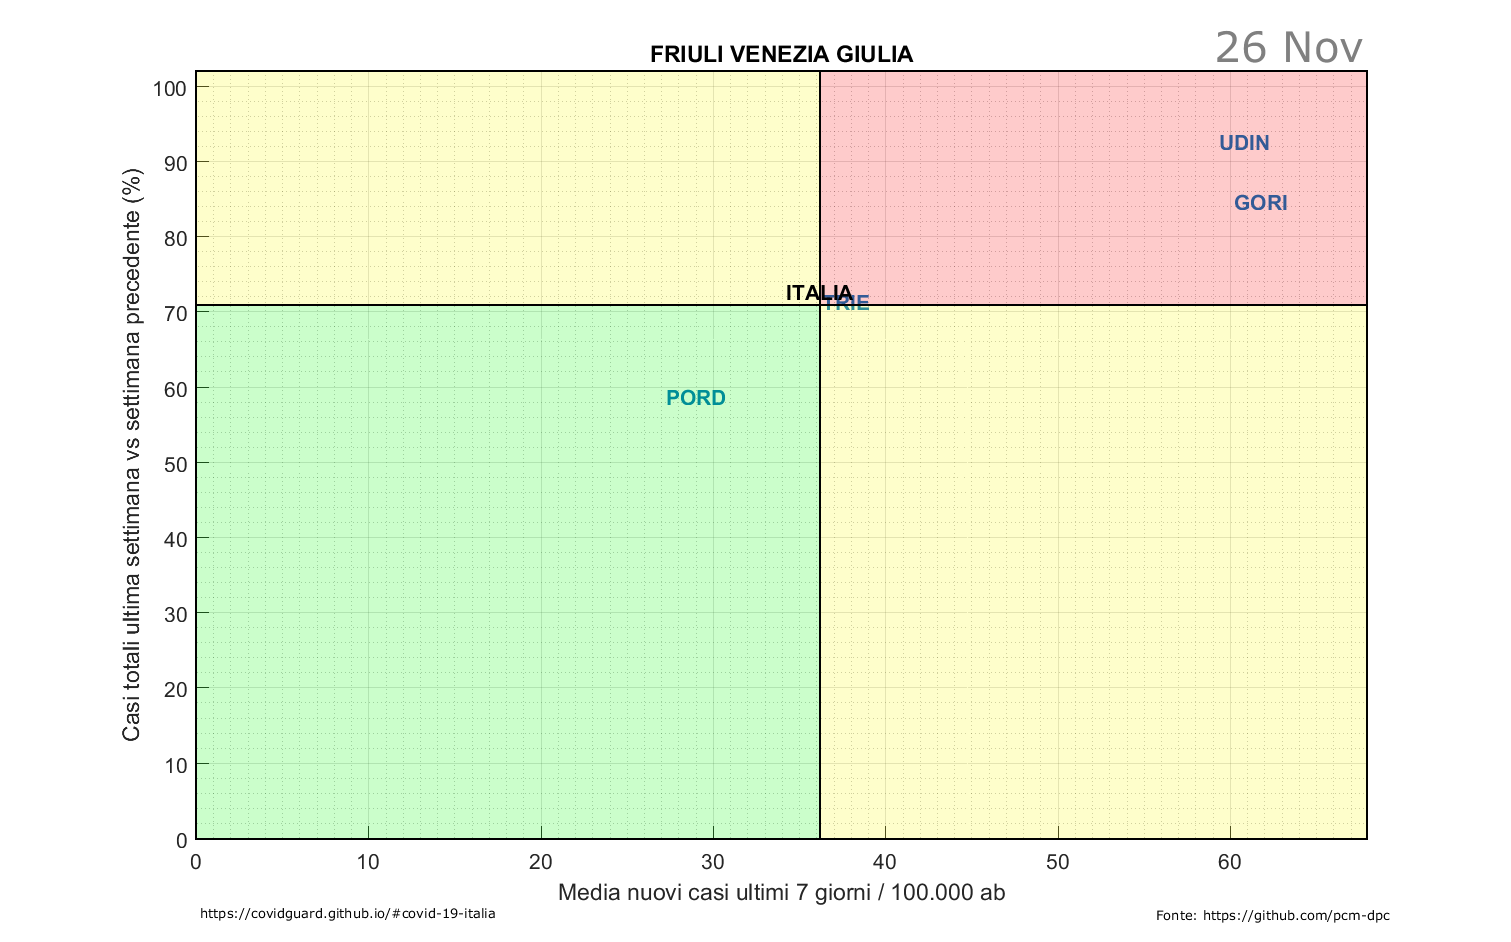 FRIULI VENEZIA GIULIA
26 Nov
Casi totali ultima settimana vs settimana precedente (%)
100
90
80
70
60
50
40
30
20
10
0
UDIN
GORI
ITALIA
TRIE
PORD
0 10 20 30 40 50 60
Media nuovi casi ultimi 7 giorni / 100.000 ab
https://covidguard.github.io/#covid-19-italia
Fonte: https://github.com/pcm-dpc